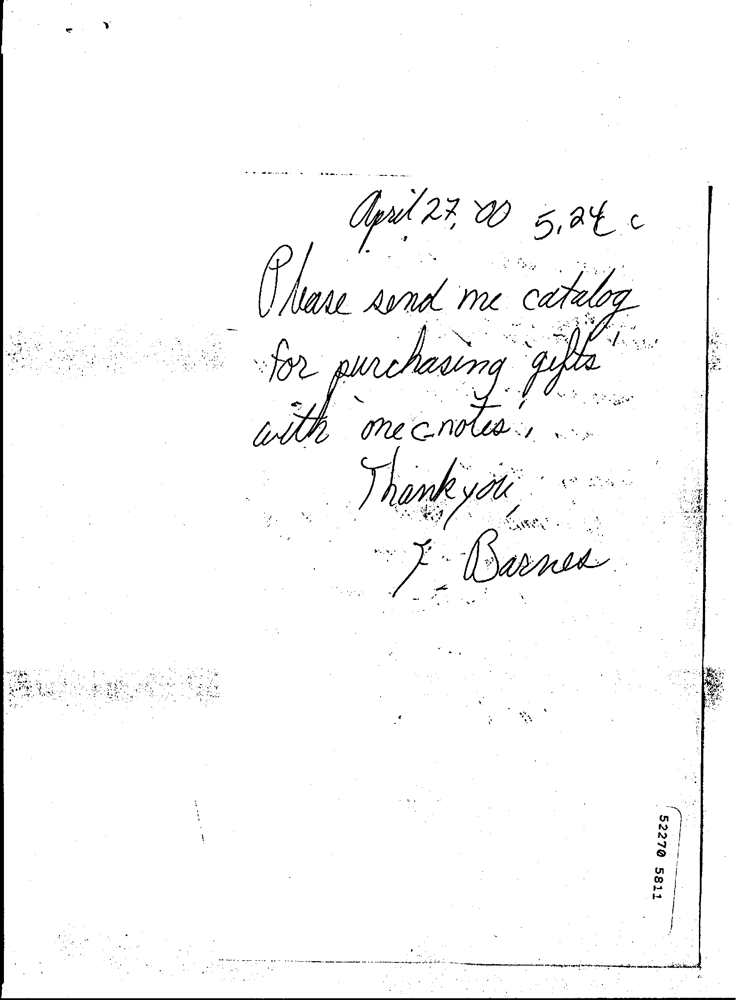 April 27, '00 5,24 c
Please send me catalog
for purchasing gifts
with "one c-notes",
Thank you,
F. Barnes
52270 5811